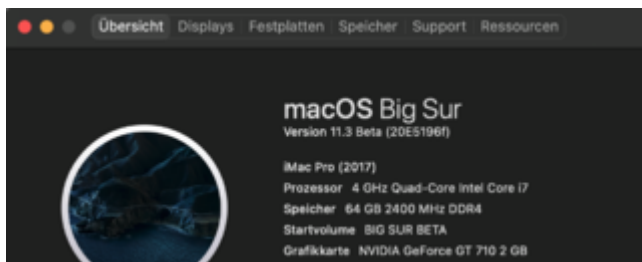 Übersicht Displays Festplatten Speicher Support Ressourcen
macOS Big Sur
Version 11.3 Beta (20E5196f)
iMac Pro (2017)
Prozessor 4 GHz Quad-Core Intel Core i7
Speicher 64 GB 2400 MHz DDR4
Startvolume BIG SUR BETA
Grafikkarte NVIDIA GeForce GT 710 2 GB